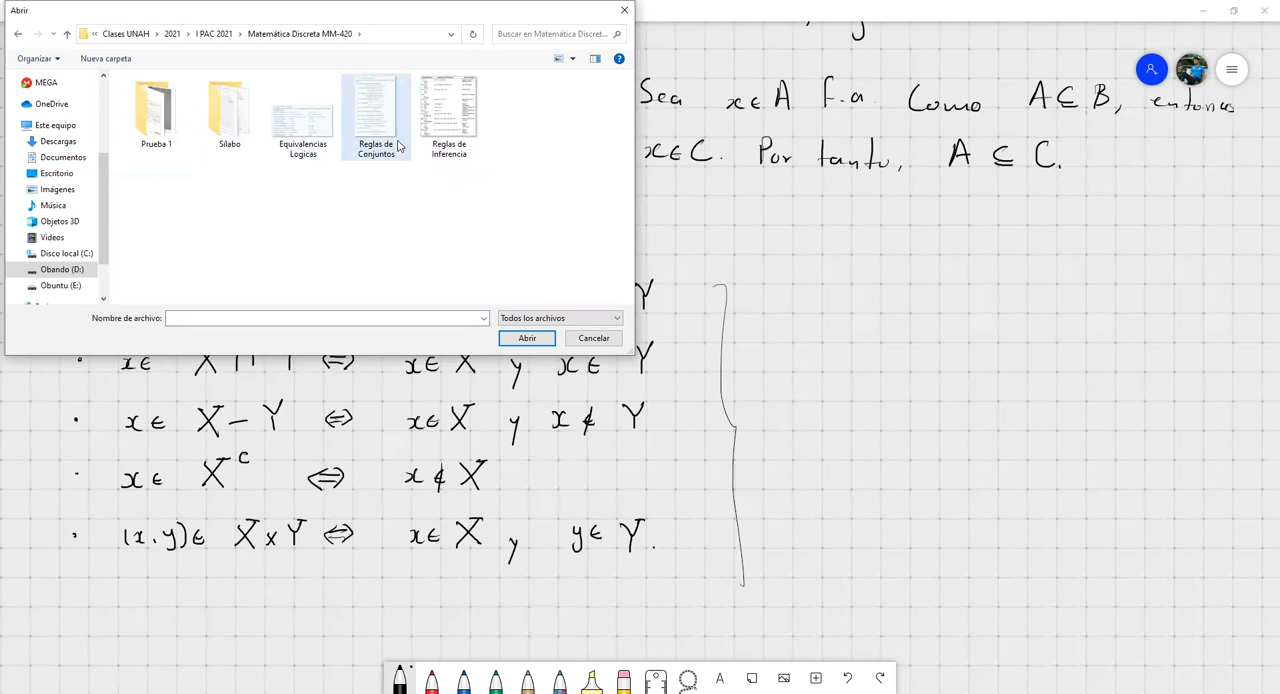 Abrir
« Clases UNAH > 2021 > I PAC 2021 > Matemática Discreta MM-420 >
Buscar en Matemática Discret...
Organizar
Nueva carpeta
MEGA
OneDrive
Este equipo
Descargas
Documentos
Escritorio
Imágenes
Música
Objetos 3D
Videos
Disco local (C:)
Obando (D:)
Obuntu (E:)
Prueba 1
Sílabo
Equivalencias
Logicas
Reglas de
Conjuntos
Reglas de
Inferencia
Nombre de archivo:
Todos los archivos
Abrir
Cancelar
Sea x∈A f.a. Como A⊆B, entonces
x∈C. Por tanto, A ⊆ C.
Y
· x∈ X ∩ Y ⇔ x∈ X y x∈ Y
· x∈ X – Y ⇔ x∈ X y x ∉ Y
· x∈ X^c ⇔ x ∉ X
· (x,y)∈ X x Y ⇔ x∈ X y y∈ Y.
A